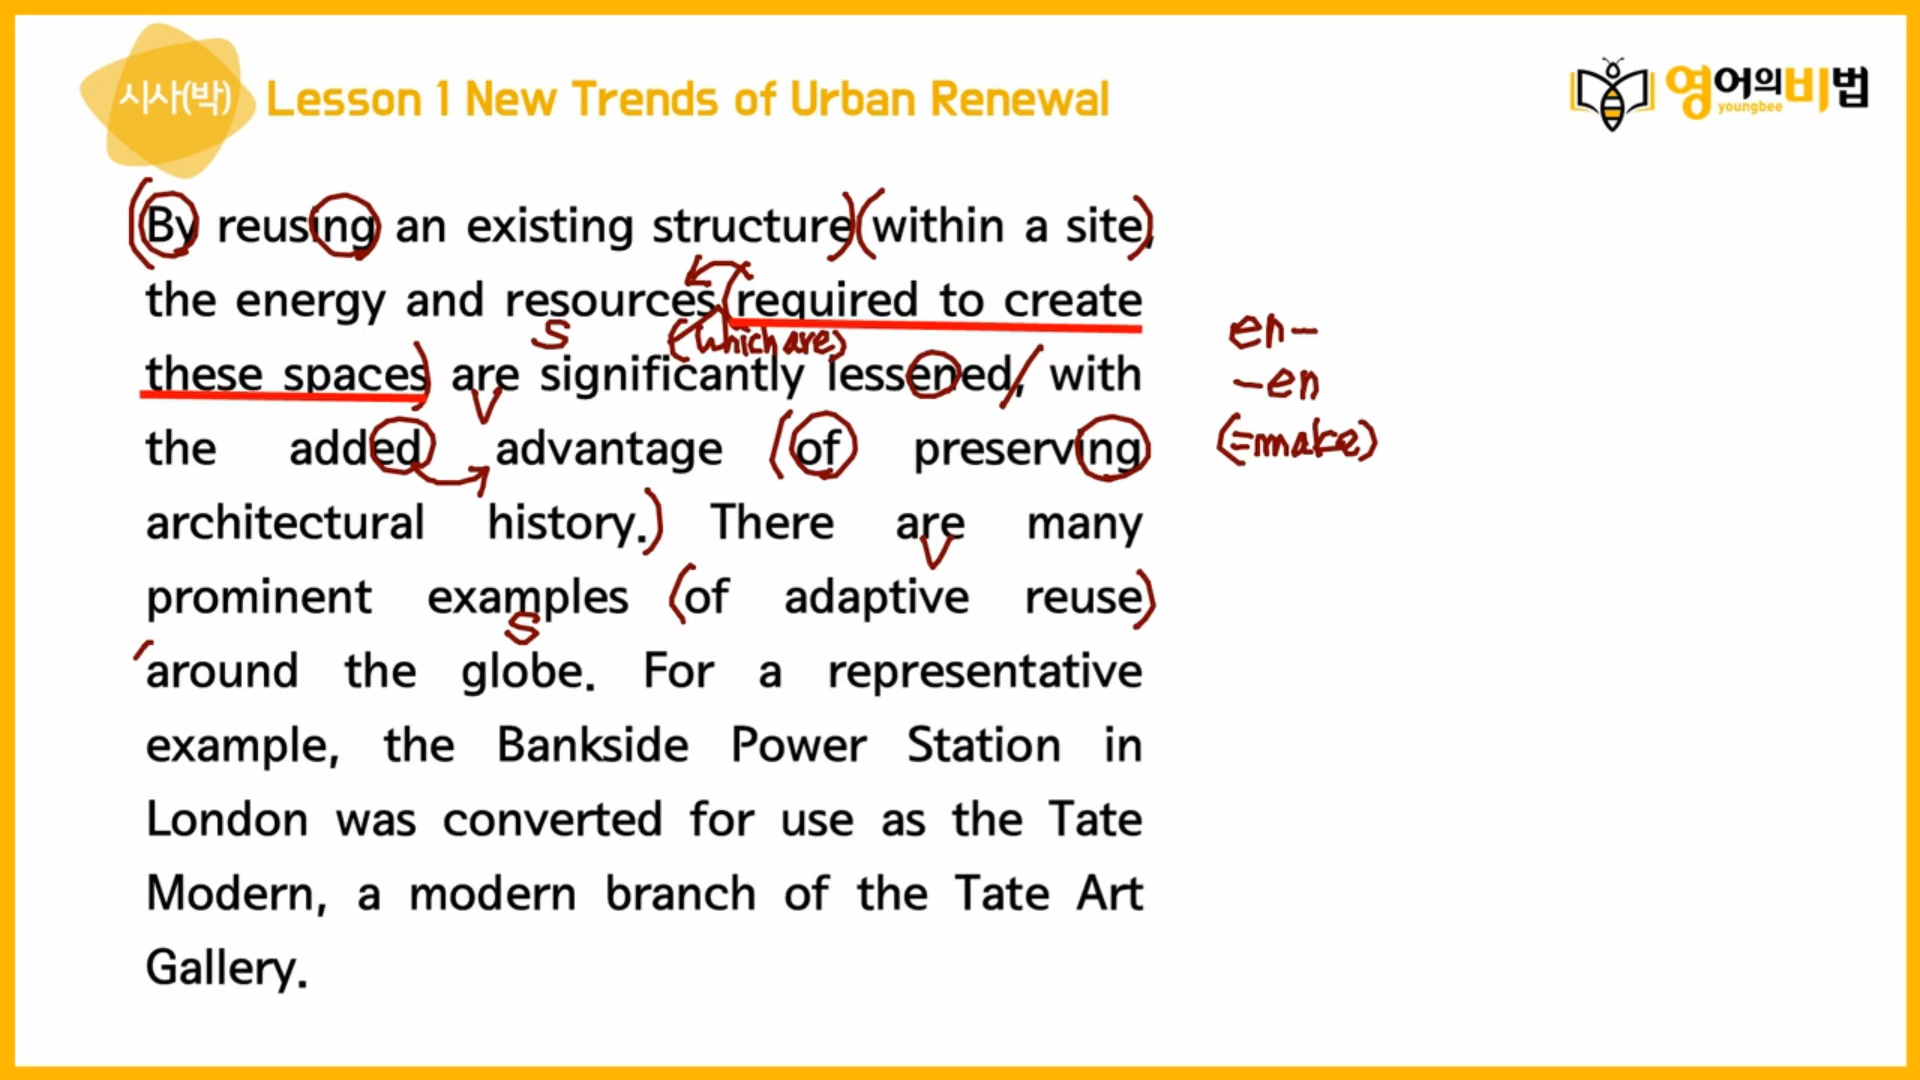 시사(박) Lesson 1 New Trends of Urban Renewal
영어의비법
youngbee
(By reusing an existing structure)(within a site),
the energy and resources (required to create
s (which are)
these spaces) are significantly lessened, / with
v
the added advantage (of preserving
architectural history.) There are many
v
prominent examples (of adaptive reuse)
s
around the globe. For a representative
example, the Bankside Power Station in
London was converted for use as the Tate
Modern, a modern branch of the Tate Art
Gallery.
en-
-en
(=make)